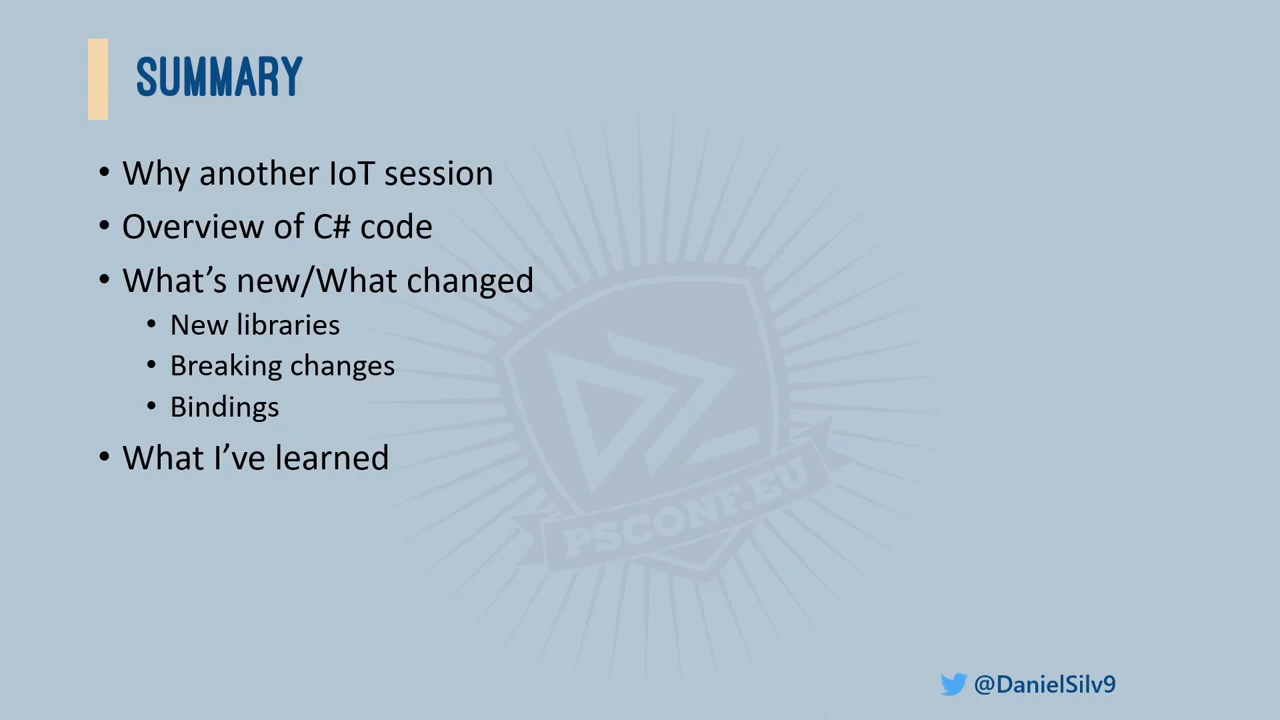 SUMMARY
• Why another IoT session
• Overview of C# code
• What’s new/What changed
• New libraries
• Breaking changes
• Bindings
• What I’ve learned
PSCONF.EU
@DanielSilv9